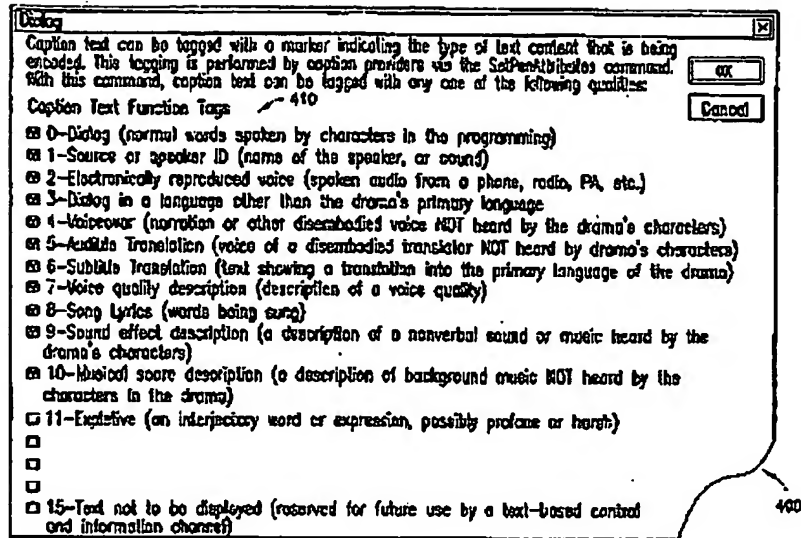 Dialog
Caption text can be tagged with a marker indicating the type of text content that is being
encoded. This tagging is performed by caption providers via the SetPenAttributes command.
With this command, caption text can be tagged with any one of the following qualities:
OK
Cancel
Caption Text Function Tags 410
0-Dialog (normal words spoken by characters in the programming)
1-Source or speaker ID (name of the speaker, or sound)
2-Electronically reproduced voice (spoken audio from a phone, radio, PA, etc.)
3-Dialog in a language other than the drama's primary language
4-Voiceover (narration or other disembodied voice NOT heard by the drama's characters)
5-Audible Translation (voice of a disembodied translator NOT heard by drama's characters)
6-Subtitle Translation (text showing a translation into the primary language of the drama)
7-Voice quality description (description of a voice quality)
8-Song Lyrics (words being sung)
9-Sound effect description (a description of a nonverbal sound or music heard by the
drama's characters)
10-Musical score description (a description of background music NOT heard by the
characters in the drama)
11-Expletive (an interjectory word or expression, possibly profane or harsh)
15-Text not to be displayed (reserved for future use by a text-based control
and information channel)
400